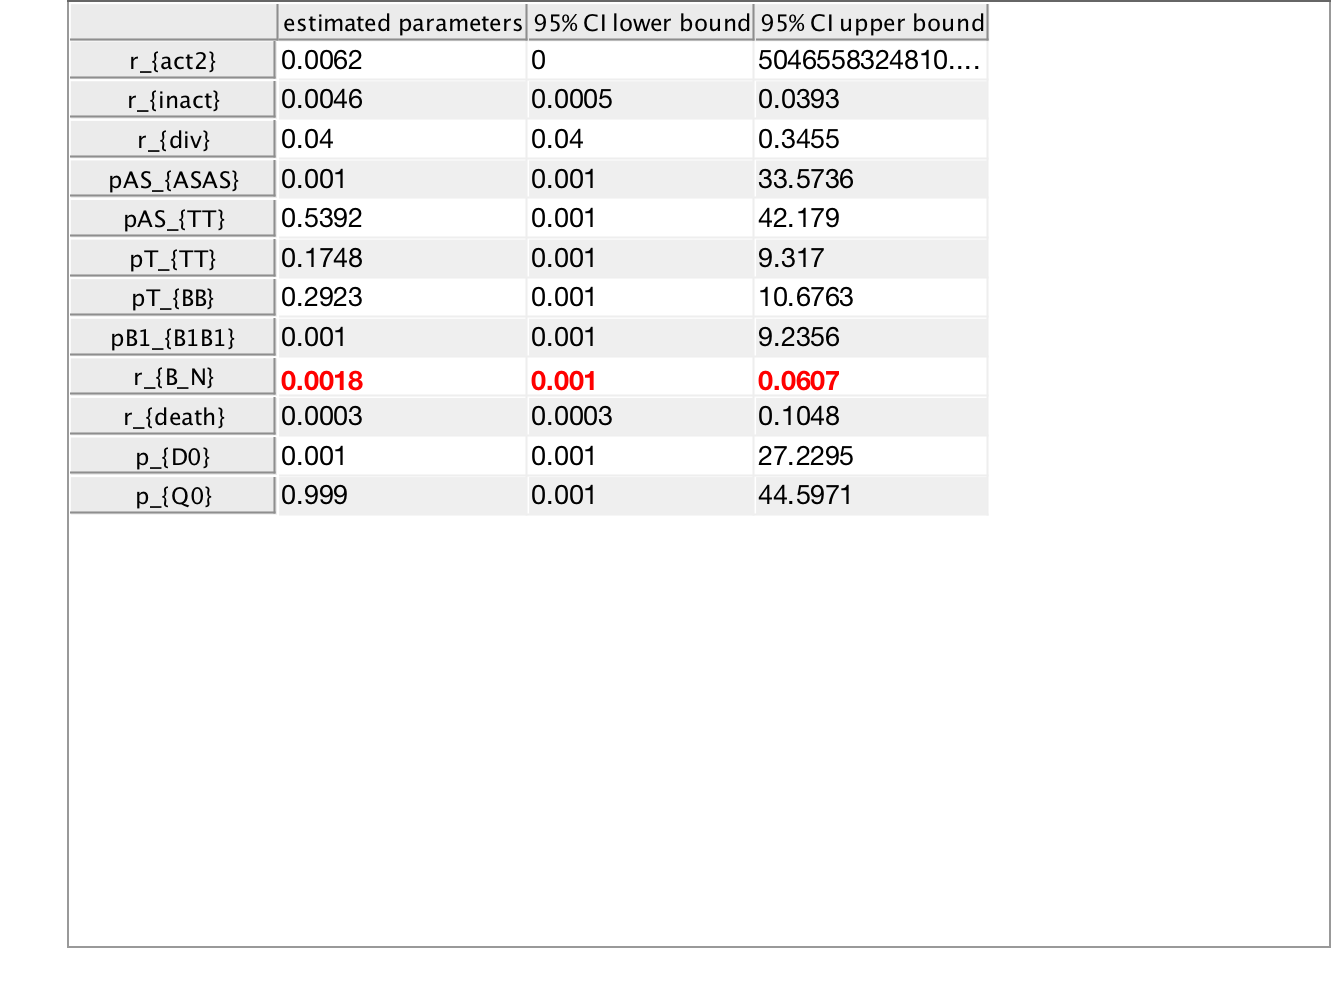 estimated parameters 95% CI lower bound 95% CI upper bound
r_{act2} 0.0062 0 5046558324810....
r_{inact} 0.0046 0.0005 0.0393
r_{div} 0.04 0.04 0.3455
pAS_{ASAS} 0.001 0.001 33.5736
pAS_{TT} 0.5392 0.001 42.179
pT_{TT} 0.1748 0.001 9.317
pT_{BB} 0.2923 0.001 10.6763
pB1_{B1B1} 0.001 0.001 9.2356
r_{B_N} 0.0018 0.001 0.0607
r_{death} 0.0003 0.0003 0.1048
p_{D0} 0.001 0.001 27.2295
p_{Q0} 0.999 0.001 44.5971